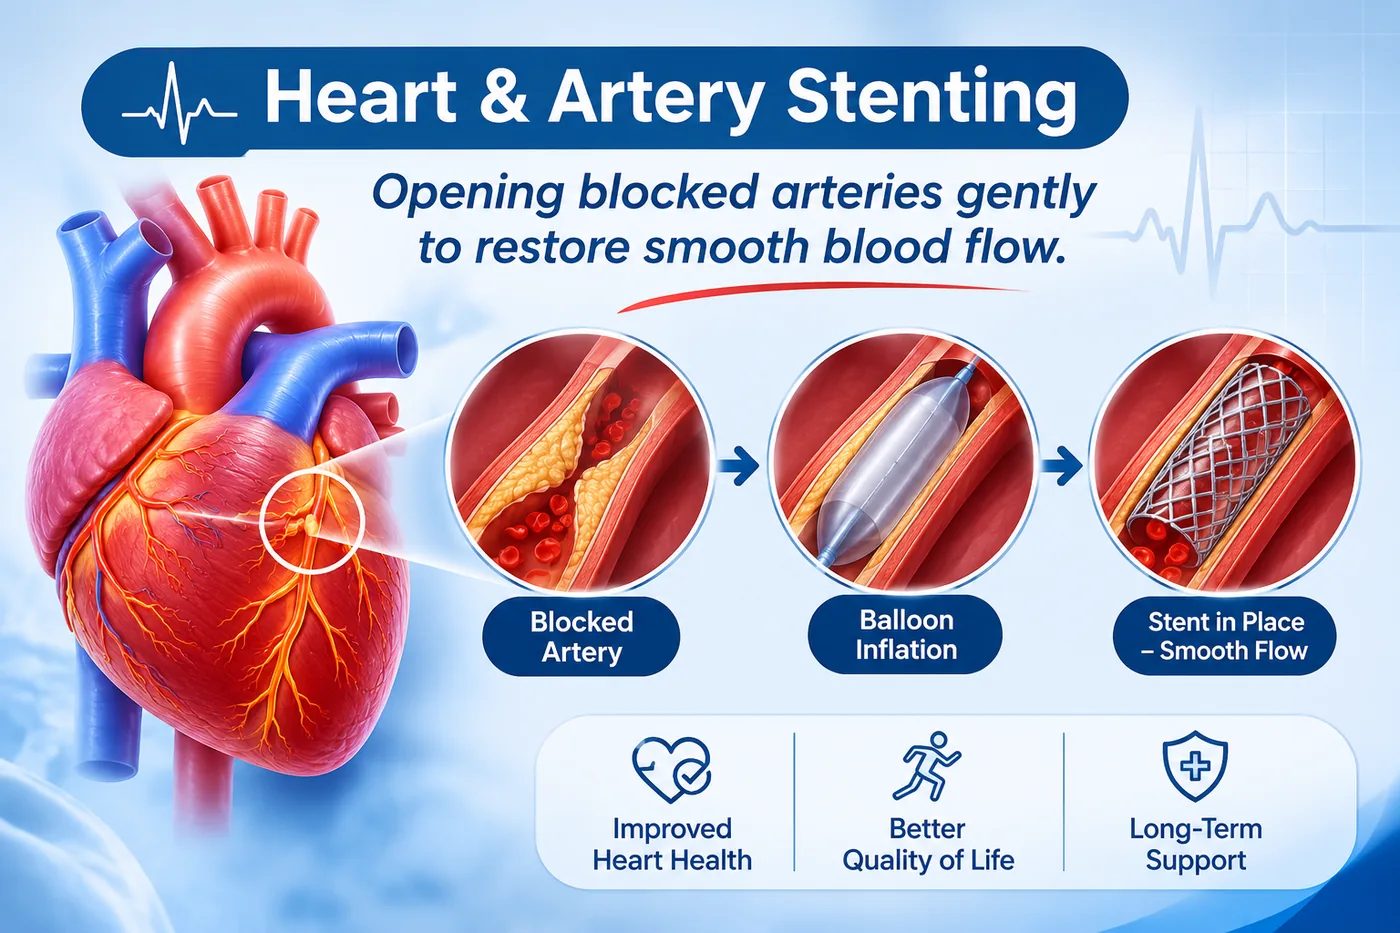 Heart & Artery Stenting
Opening blocked arteries gently
to restore smooth blood flow.
Blocked
Artery
Balloon
Inflation
Stent in Place
– Smooth Flow
Improved
Heart Health
Better
Quality of Life
Long-Term
Support